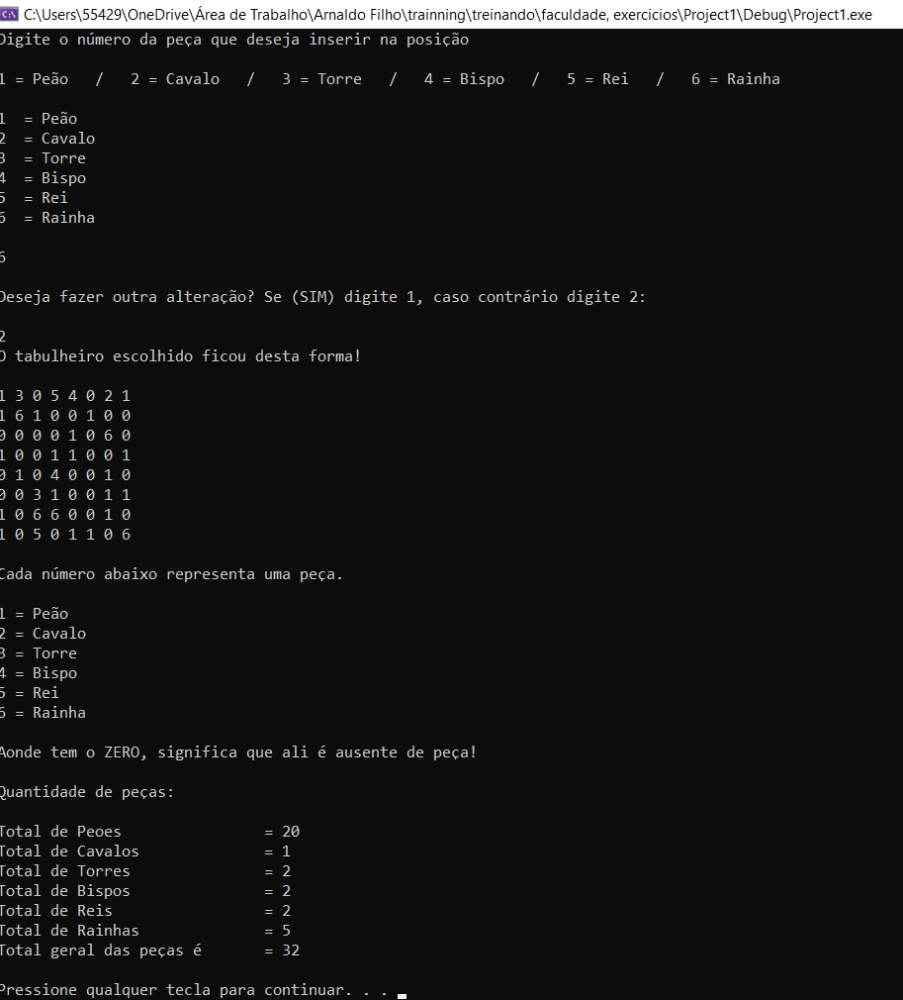 C:\Users\55429\OneDrive\Área de Trabalho\Arnaldo Filho\trainning\treinando\faculdade, exercicios\Project1\Debug\Project1.exe
Digite o número da peça que deseja inserir na posição
1 = Peão / 2 = Cavalo / 3 = Torre / 4 = Bispo / 5 = Rei / 6 = Rainha
1 = Peão
2 = Cavalo
3 = Torre
4 = Bispo
5 = Rei
6 = Rainha
6
Deseja fazer outra alteração? Se (SIM) digite 1, caso contrário digite 2:
2
O tabulheiro escolhido ficou desta forma!
1 3 0 5 4 0 2 1
1 6 1 0 0 1 0 0
0 0 0 0 1 0 6 0
1 0 0 1 1 0 0 1
0 1 0 4 0 0 1 0
0 0 3 1 0 0 1 1
1 0 6 6 0 0 1 0
1 0 5 0 1 1 0 6
Cada número abaixo representa uma peça.
1 = Peão
2 = Cavalo
3 = Torre
4 = Bispo
5 = Rei
6 = Rainha
Aonde tem o ZERO, significa que ali é ausente de peça!
Quantidade de peças:
Total de Peoes = 20
Total de Cavalos = 1
Total de Torres = 2
Total de Bispos = 2
Total de Reis = 2
Total de Rainhas = 5
Total geral das peças é = 32
Pressione qualquer tecla para continuar. . .